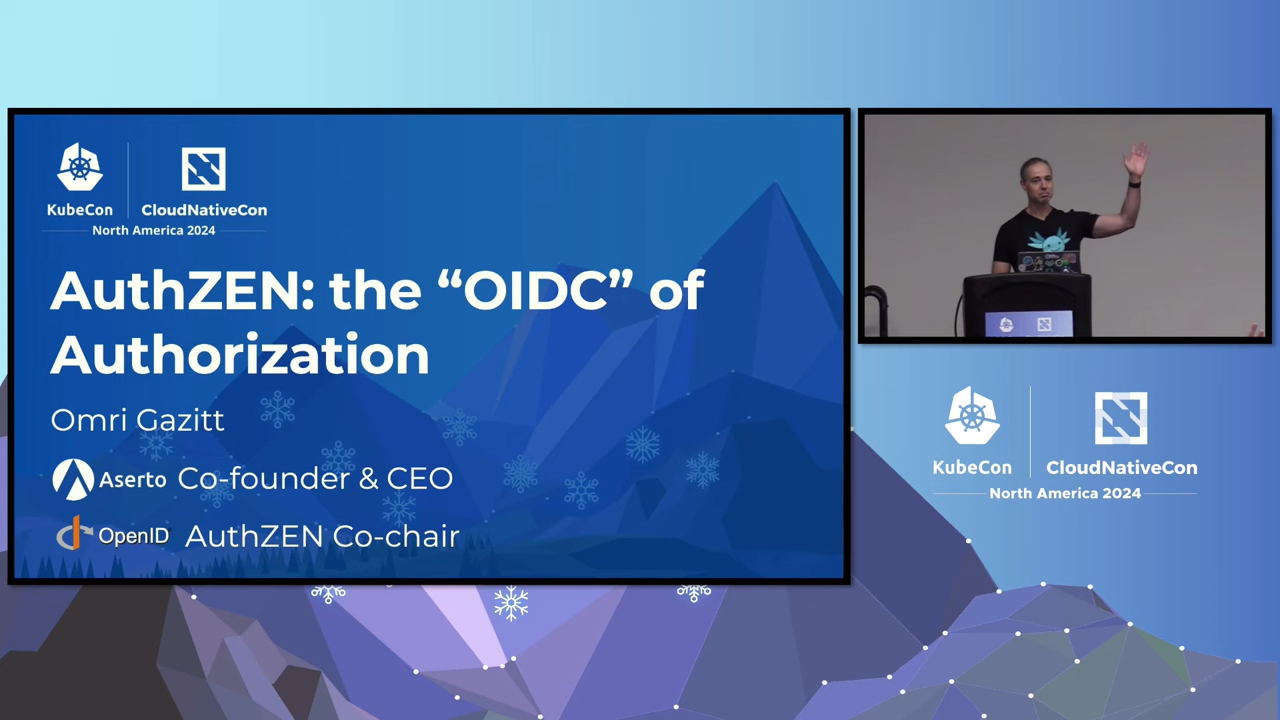 KubeCon
CloudNativeCon
North America 2024
AuthZEN: the “OIDC” of
Authorization
Omri Gazitt
Aserto Co-founder & CEO
OpenID AuthZEN Co-chair
KubeCon
CloudNativeCon
North America 2024